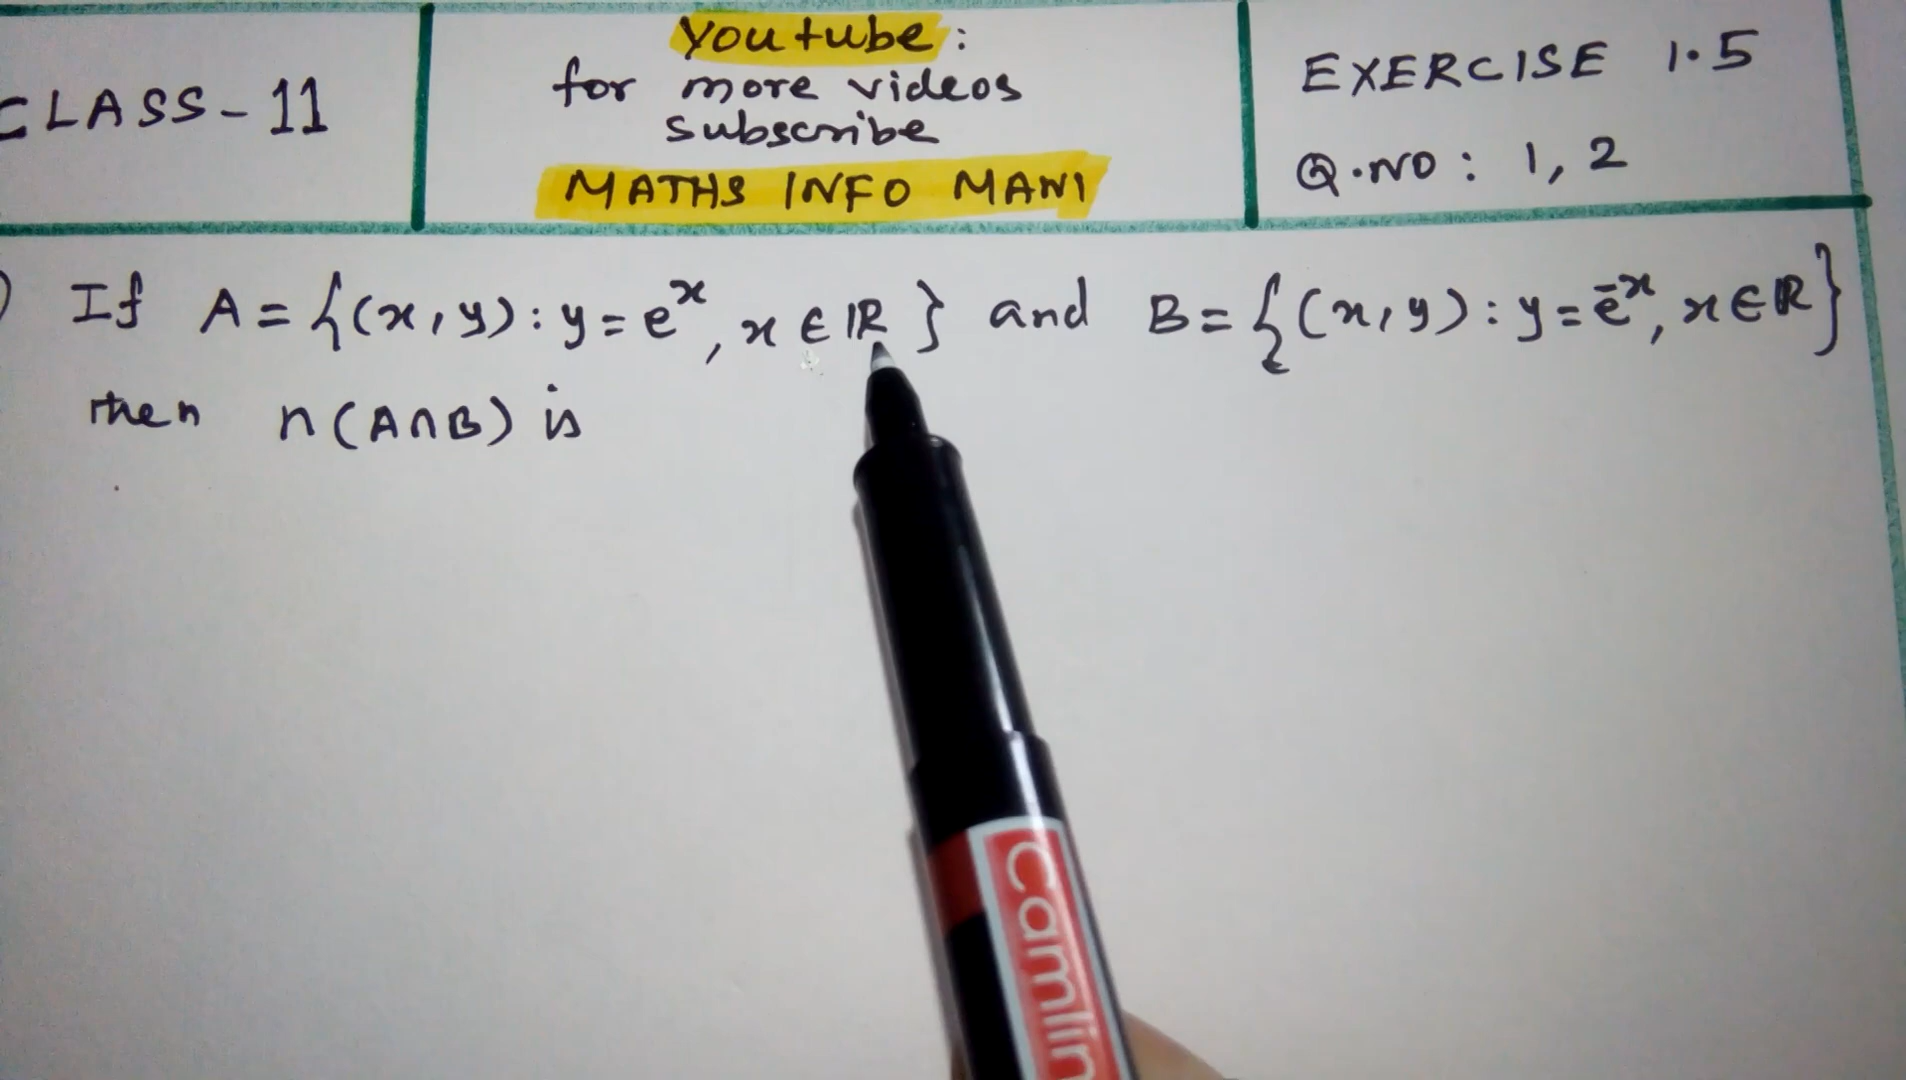 CLASS-11
Youtube:
for more videos
subscribe
MATHS INFO MANI
EXERCISE 1.5
Q.NO: 1, 2
) If A = {(x, y) : y = eˣ, x ∈ ℝ} and B = {(x, y) : y = e⁻ˣ, x ∈ ℝ}
then n(A∩B) is
Camlin